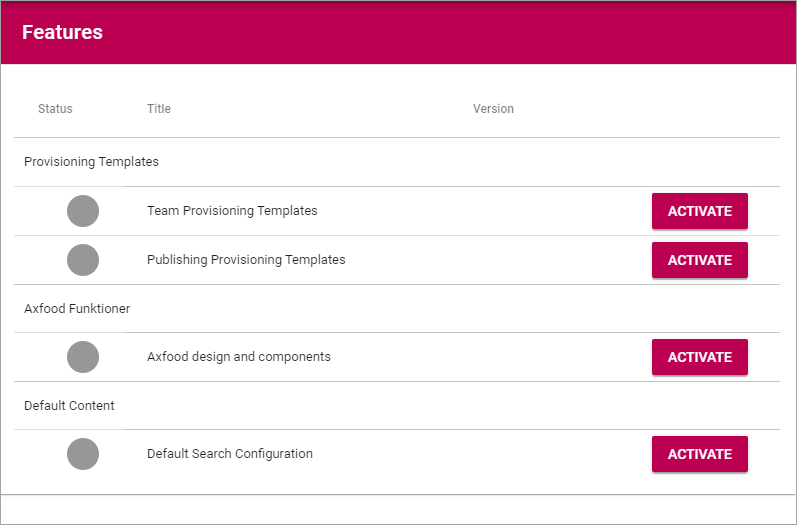 Features
Status Title Version
Provisioning Templates
Team Provisioning Templates ACTIVATE
Publishing Provisioning Templates ACTIVATE
Axfood Funktioner
Axfood design and components ACTIVATE
Default Content
Default Search Configuration ACTIVATE